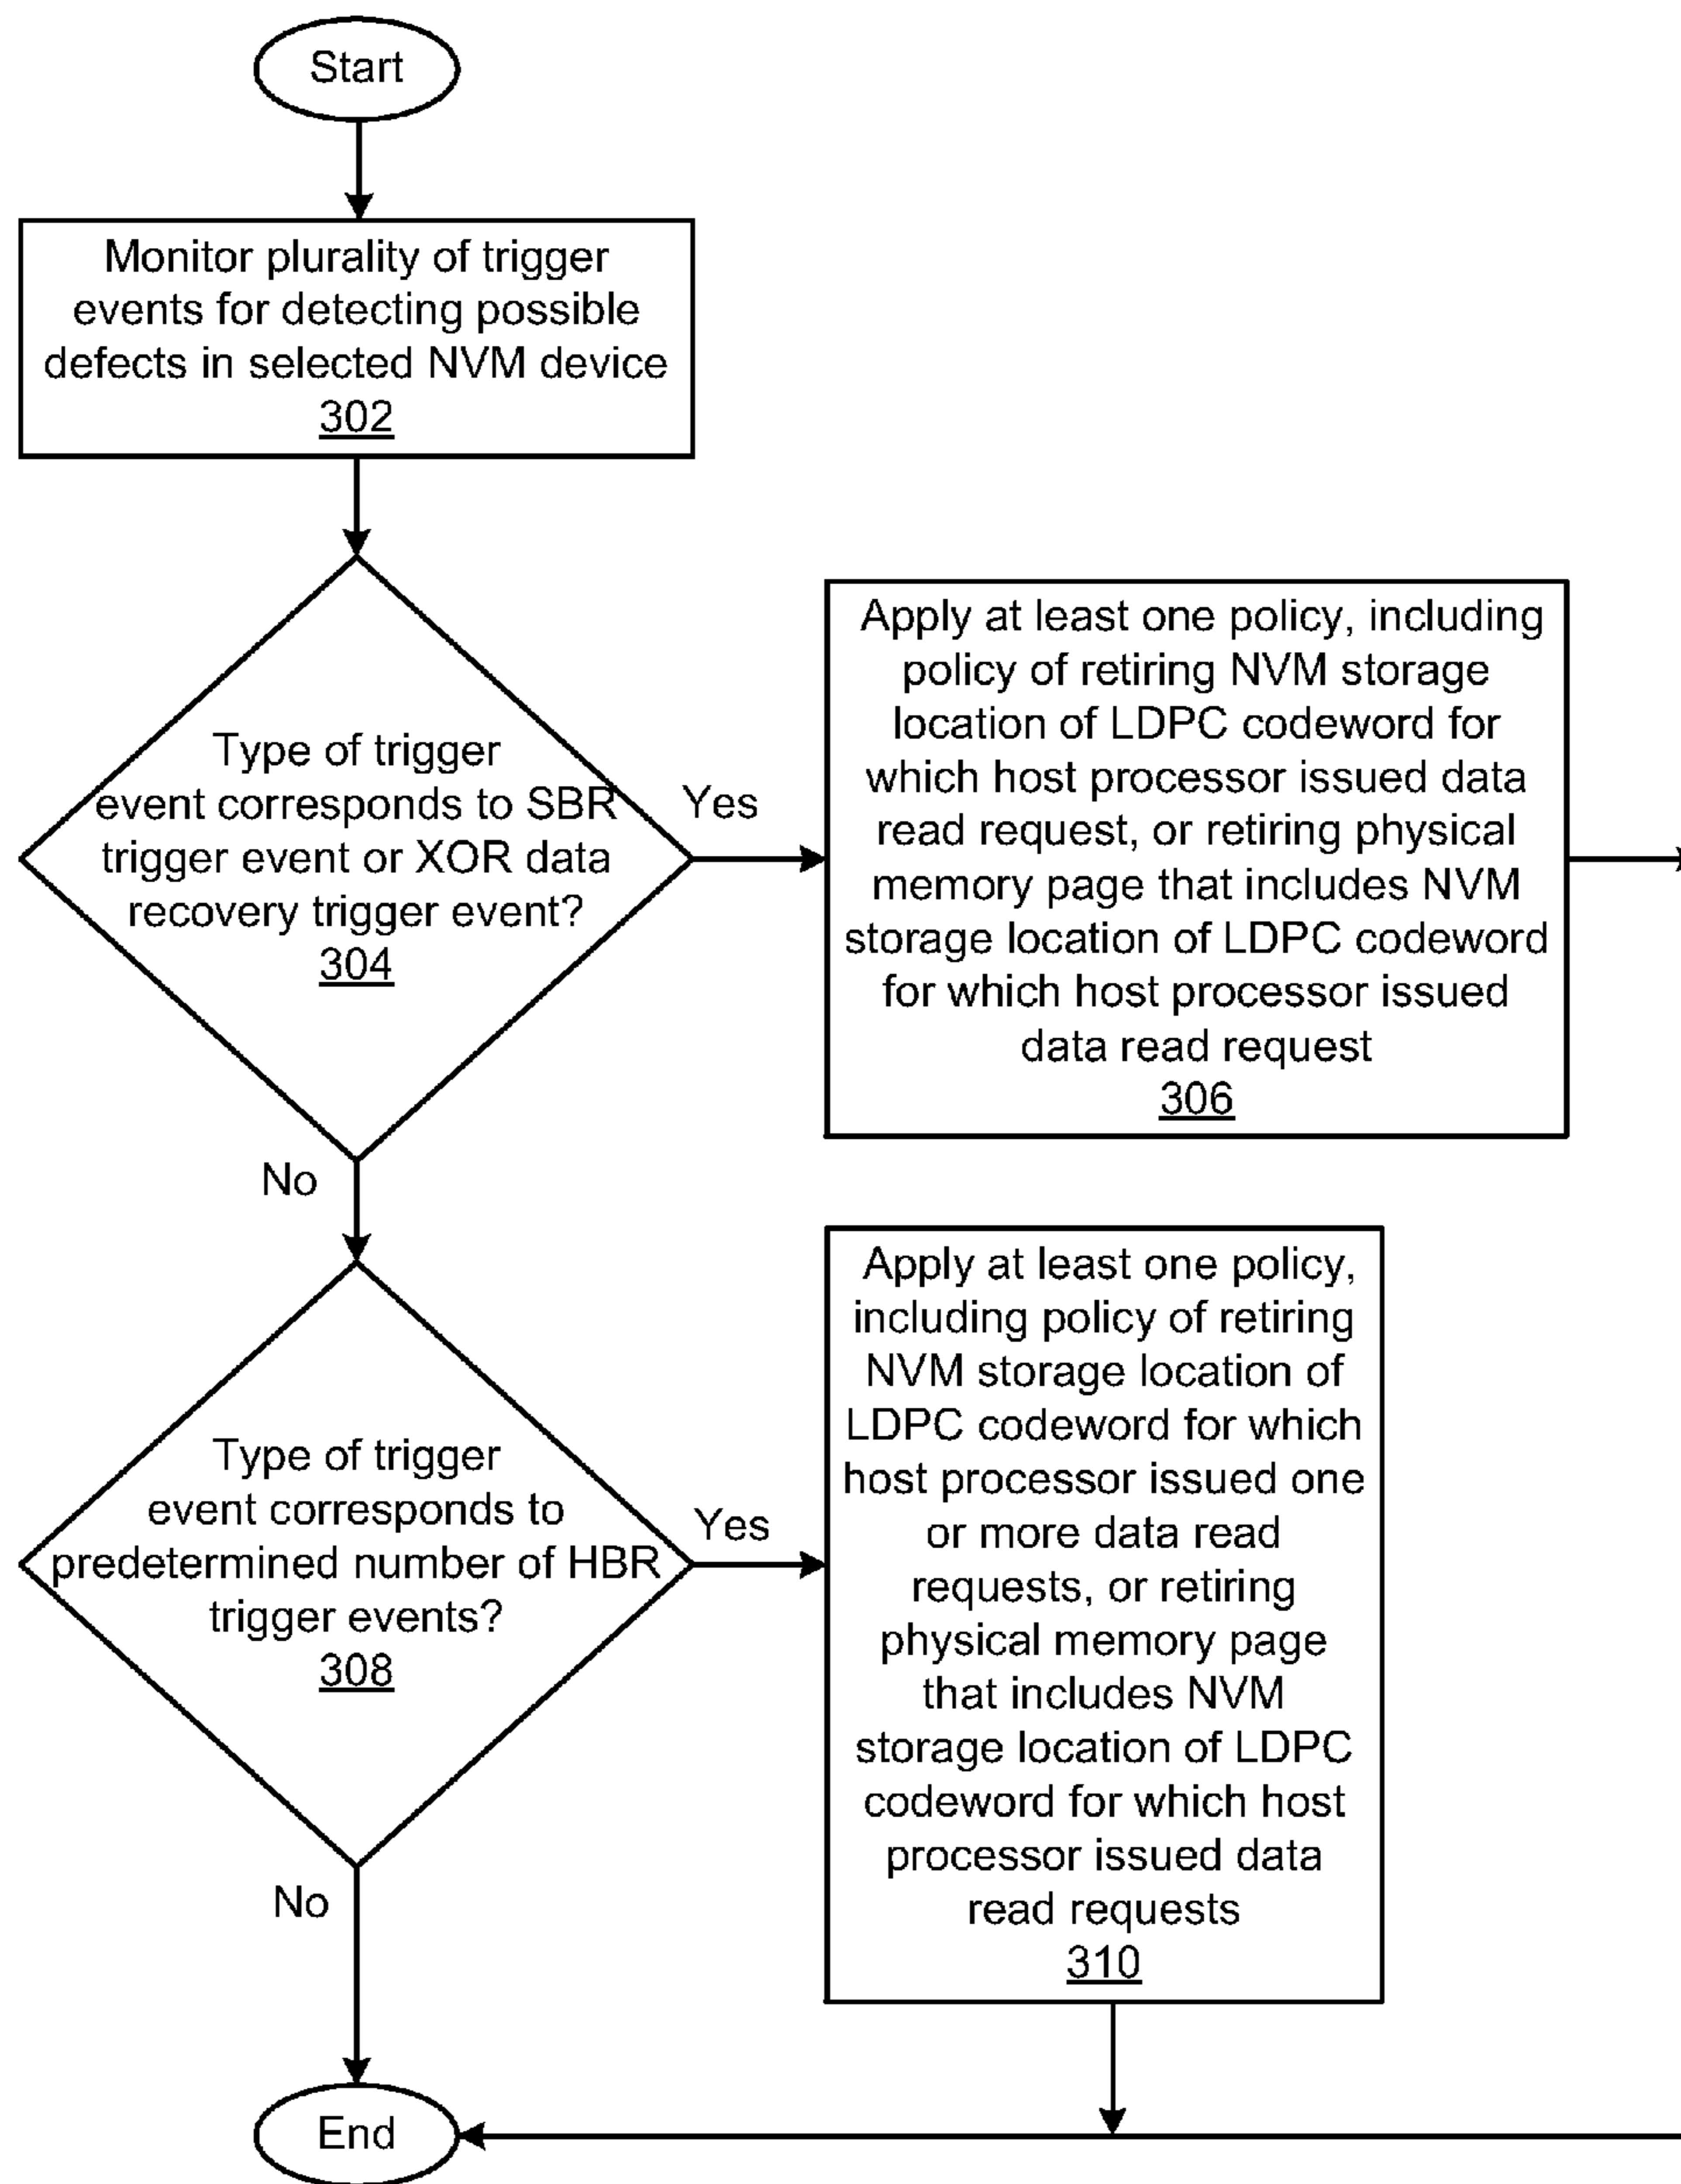 Start
Monitor plurality of trigger
events for detecting possible
defects in selected NVM device
302
Type of trigger
event corresponds to SBR
trigger event or XOR data
recovery trigger event?
304
Yes
Apply at least one policy, including
policy of retiring NVM storage
location of LDPC codeword for
which host processor issued data
read request, or retiring physical
memory page that includes NVM
storage location of LDPC codeword
for which host processor issued
data read request
306
No
Type of trigger
event corresponds to
predetermined number of HBR
trigger events?
308
Yes
Apply at least one policy,
including policy of retiring
NVM storage location of
LDPC codeword for which
host processor issued one
or more data read
requests, or retiring
physical memory page
that includes NVM
storage location of LDPC
codeword for which host
processor issued data
read requests
310
No
End